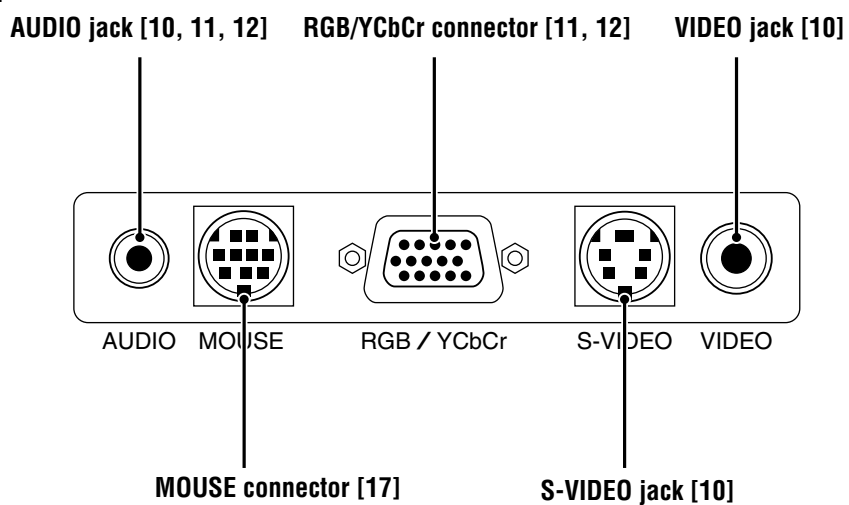 AUDIO jack [10, 11, 12] RGB/YCbCr connector [11, 12] VIDEO jack [10]
AUDIO MOUSE RGB / YCbCr S-VIDEO VIDEO
MOUSE connector [17] S-VIDEO jack [10]